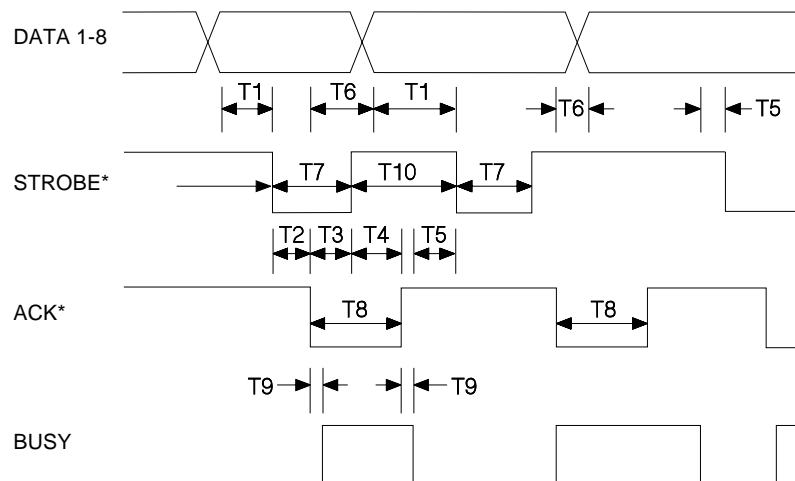 DATA 1-8
T1 T6 T1 T6 T5
STROBE*
T7 T10 T7
T2 T3 T4 T5
ACK*
T8 T8
T9 T9
BUSY